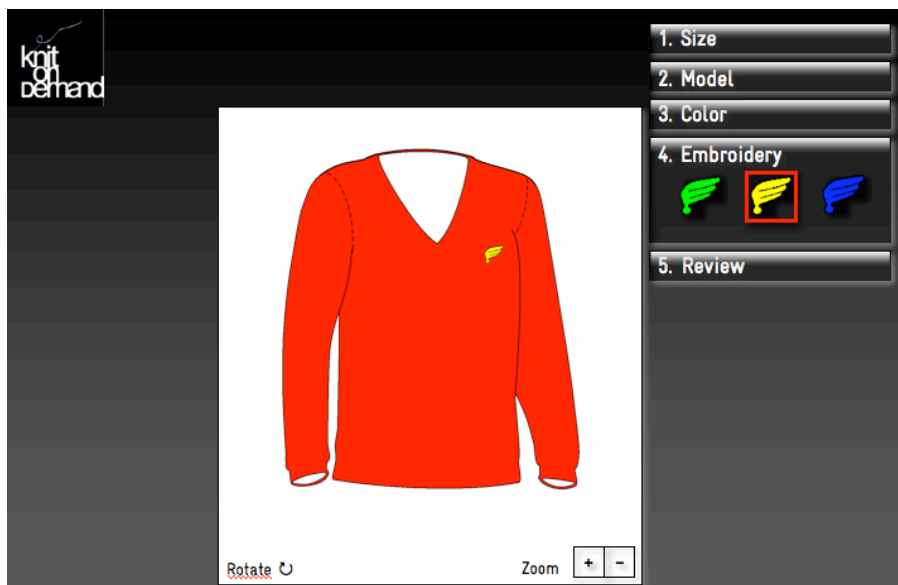 knit
on
Demand
1. Size
2. Model
3. Color
4. Embroidery
5. Review
Rotate ↻
Zoom + -